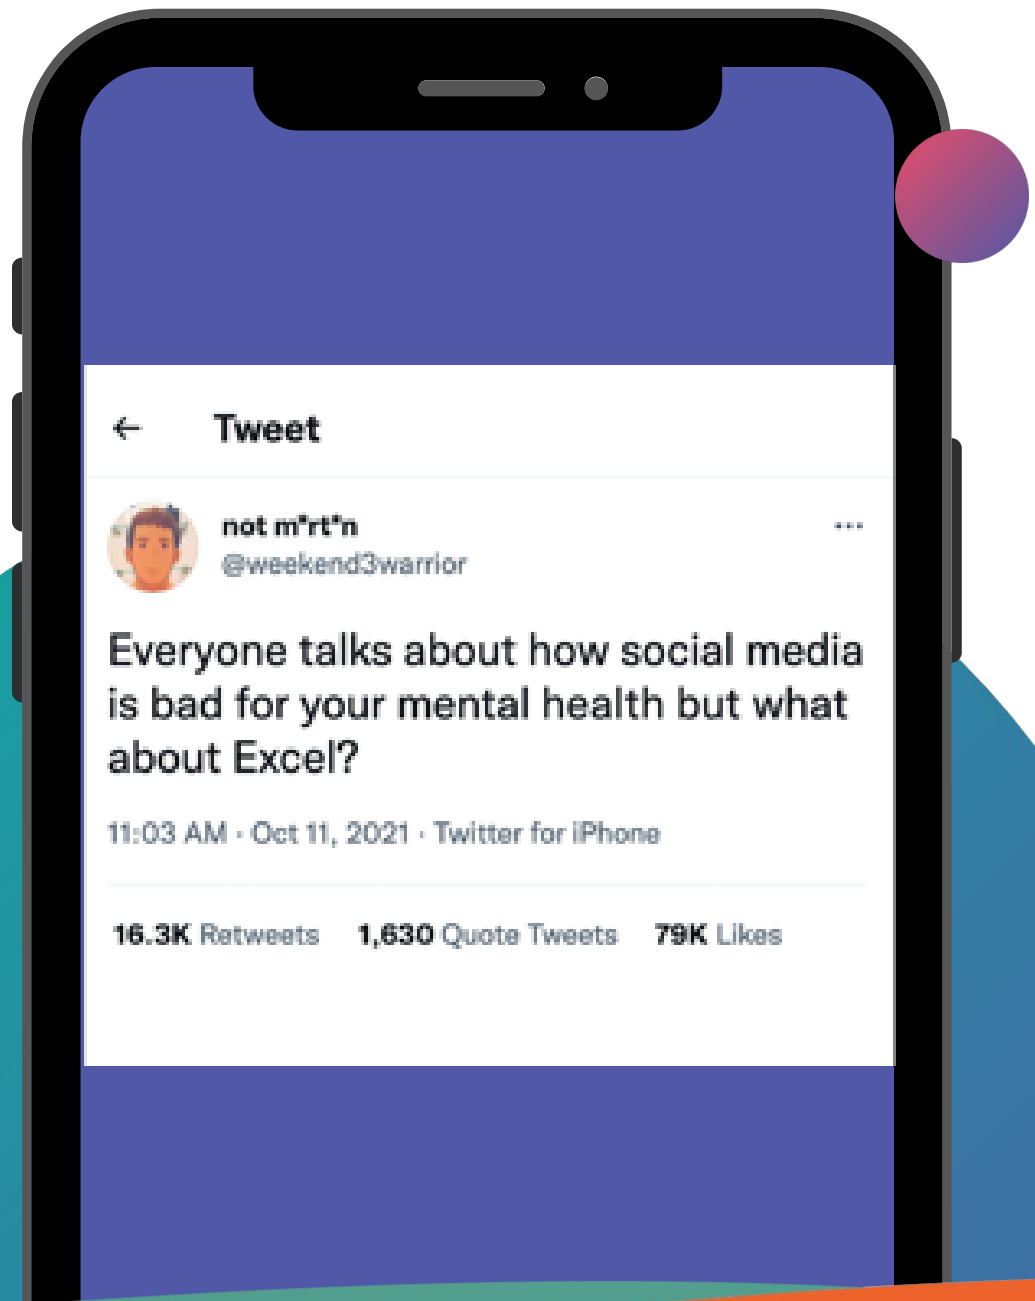 ← Tweet
not m*rt*n
@weekend3warrior
Everyone talks about how social media
is bad for your mental health but what
about Excel?
11:03 AM · Oct 11, 2021 · Twitter for iPhone
16.3K Retweets 1,630 Quote Tweets 79K Likes